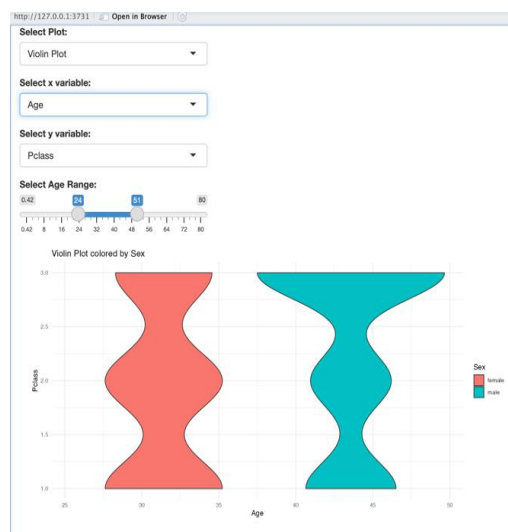 http://127.0.0.1:3731 Open in Browser
Select Plot:
Violin Plot
Select x variable:
Age
Select y variable:
Pclass
Select Age Range:
0.42 24 51 80
0.42 8 16 24 32 40 48 56 64 72 80
Violin Plot colored by Sex
3.0
2.5
2.0
1.5
1.0
Pclass
25 30 35 40 45 50
Age
Sex
female
male